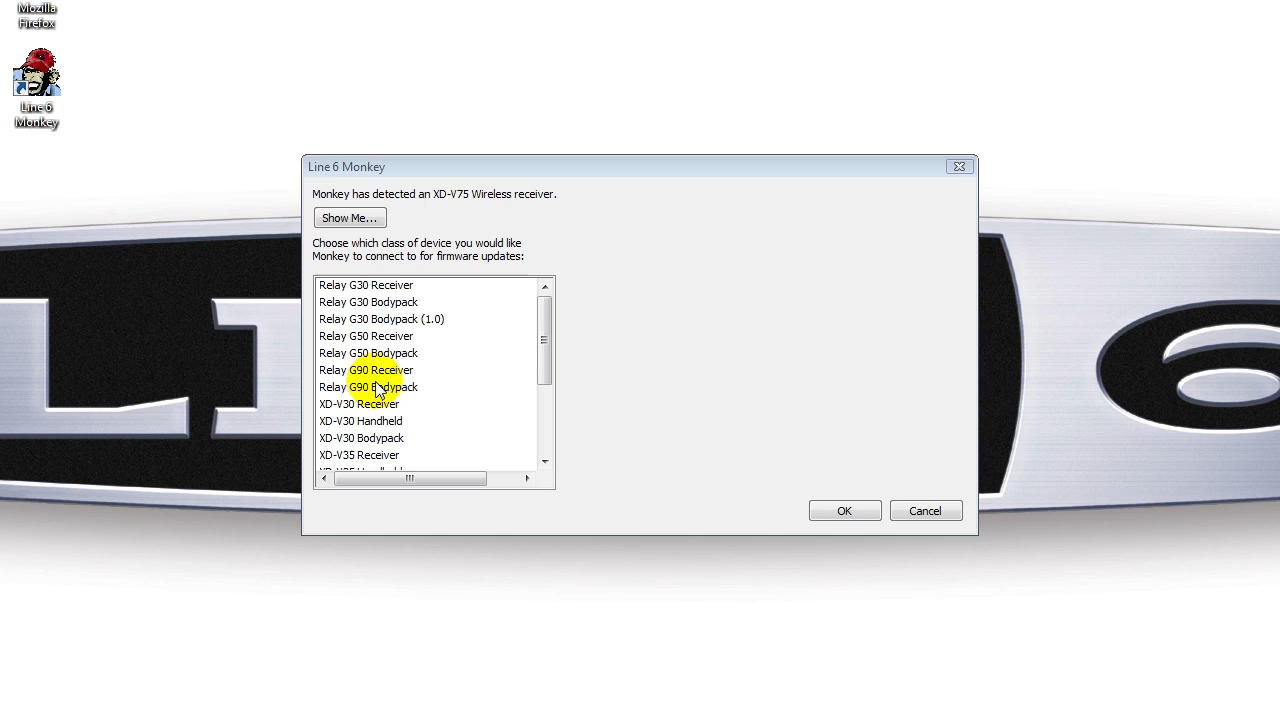 Mozilla
Firefox
Line 6
Monkey
Line 6 Monkey
Monkey has detected an XD-V75 Wireless receiver.
Show Me...
Choose which class of device you would like
Monkey to connect to for firmware updates:
Relay G30 Receiver
Relay G30 Bodypack
Relay G30 Bodypack (1.0)
Relay G50 Receiver
Relay G50 Bodypack
Relay G90 Receiver
Relay G90 Bodypack
XD-V30 Receiver
XD-V30 Handheld
XD-V30 Bodypack
XD-V35 Receiver
OK
Cancel
6